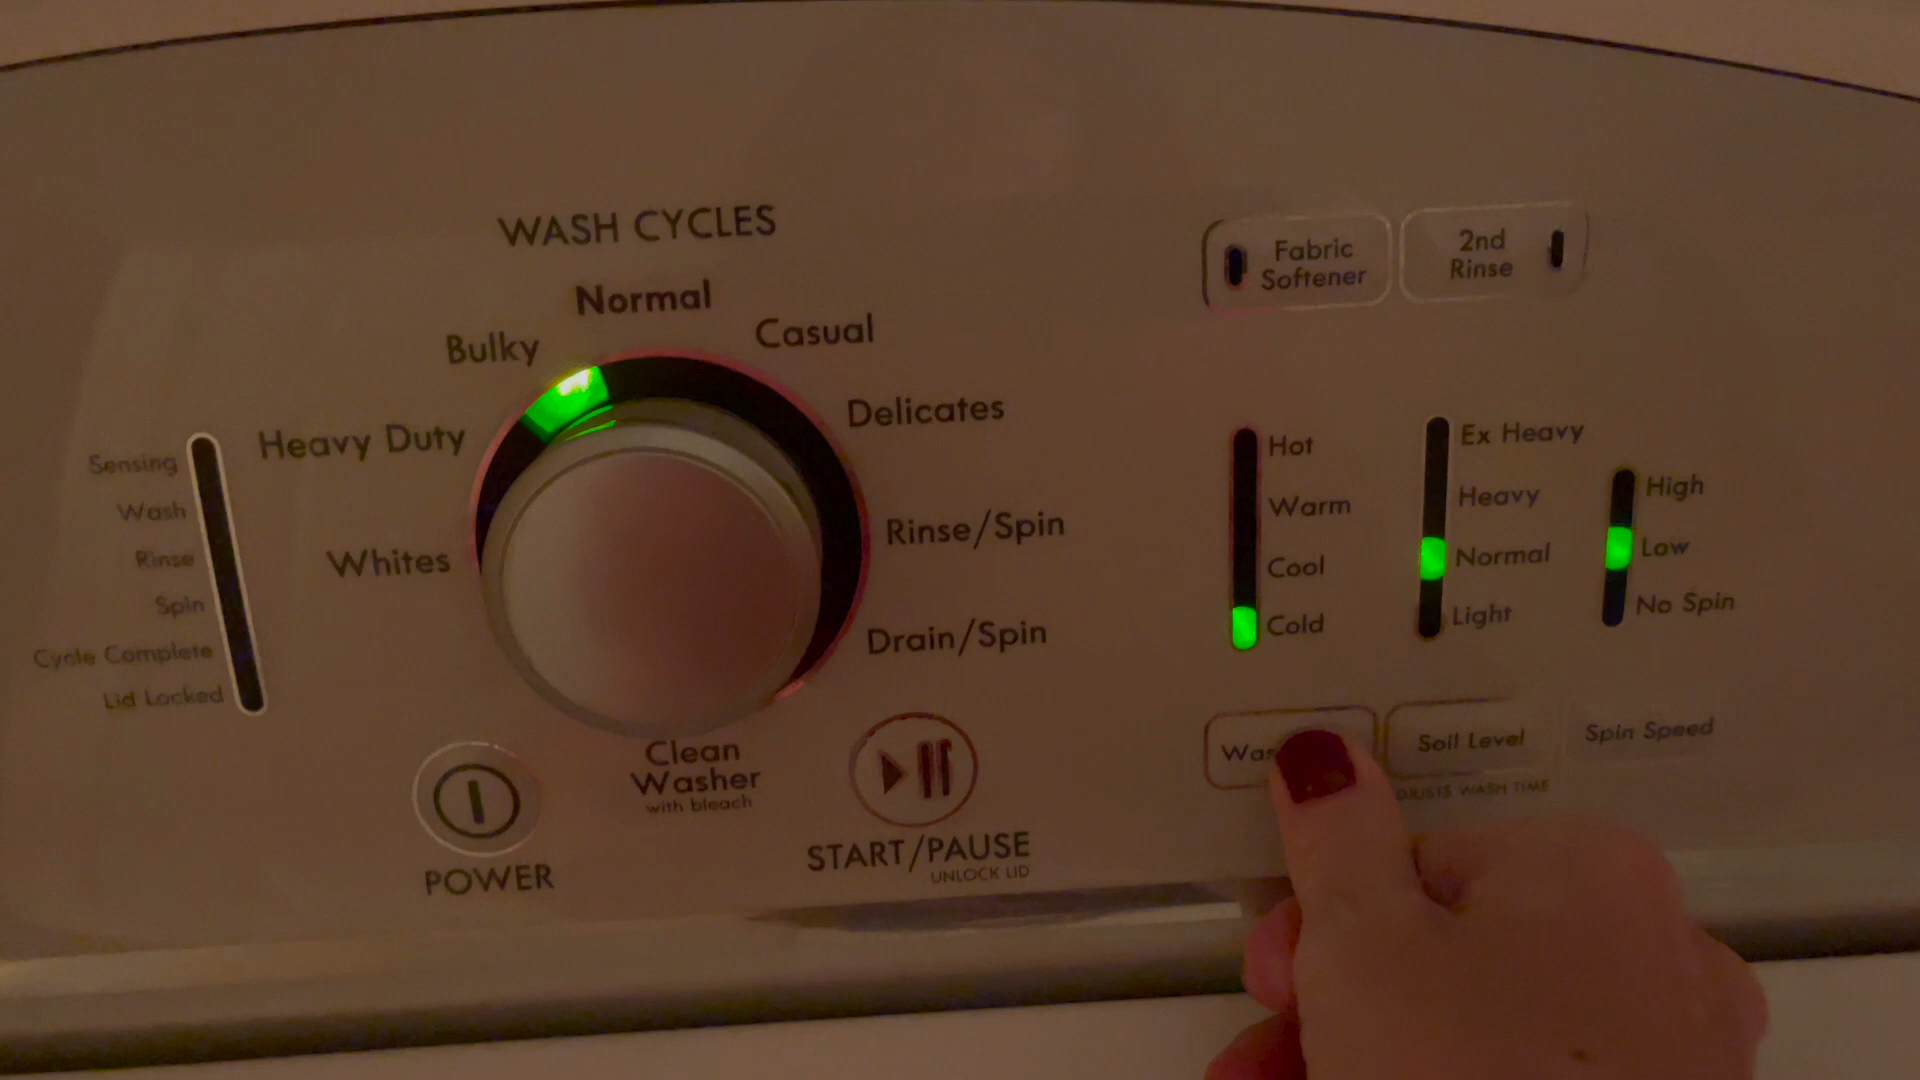 WASH CYCLES
Normal
Bulky
Casual
Heavy Duty
Delicates
Whites
Rinse/Spin
Drain/Spin
Clean
Washer
with bleach
Sensing
Wash
Rinse
Spin
Cycle Complete
Lid Locked
POWER
START/PAUSE
UNLOCK LID
Fabric
Softener
2nd
Rinse
Hot
Warm
Cool
Cold
Ex Heavy
Heavy
Normal
Light
High
Low
No Spin
Soil Level
Spin Speed
WASH TIME